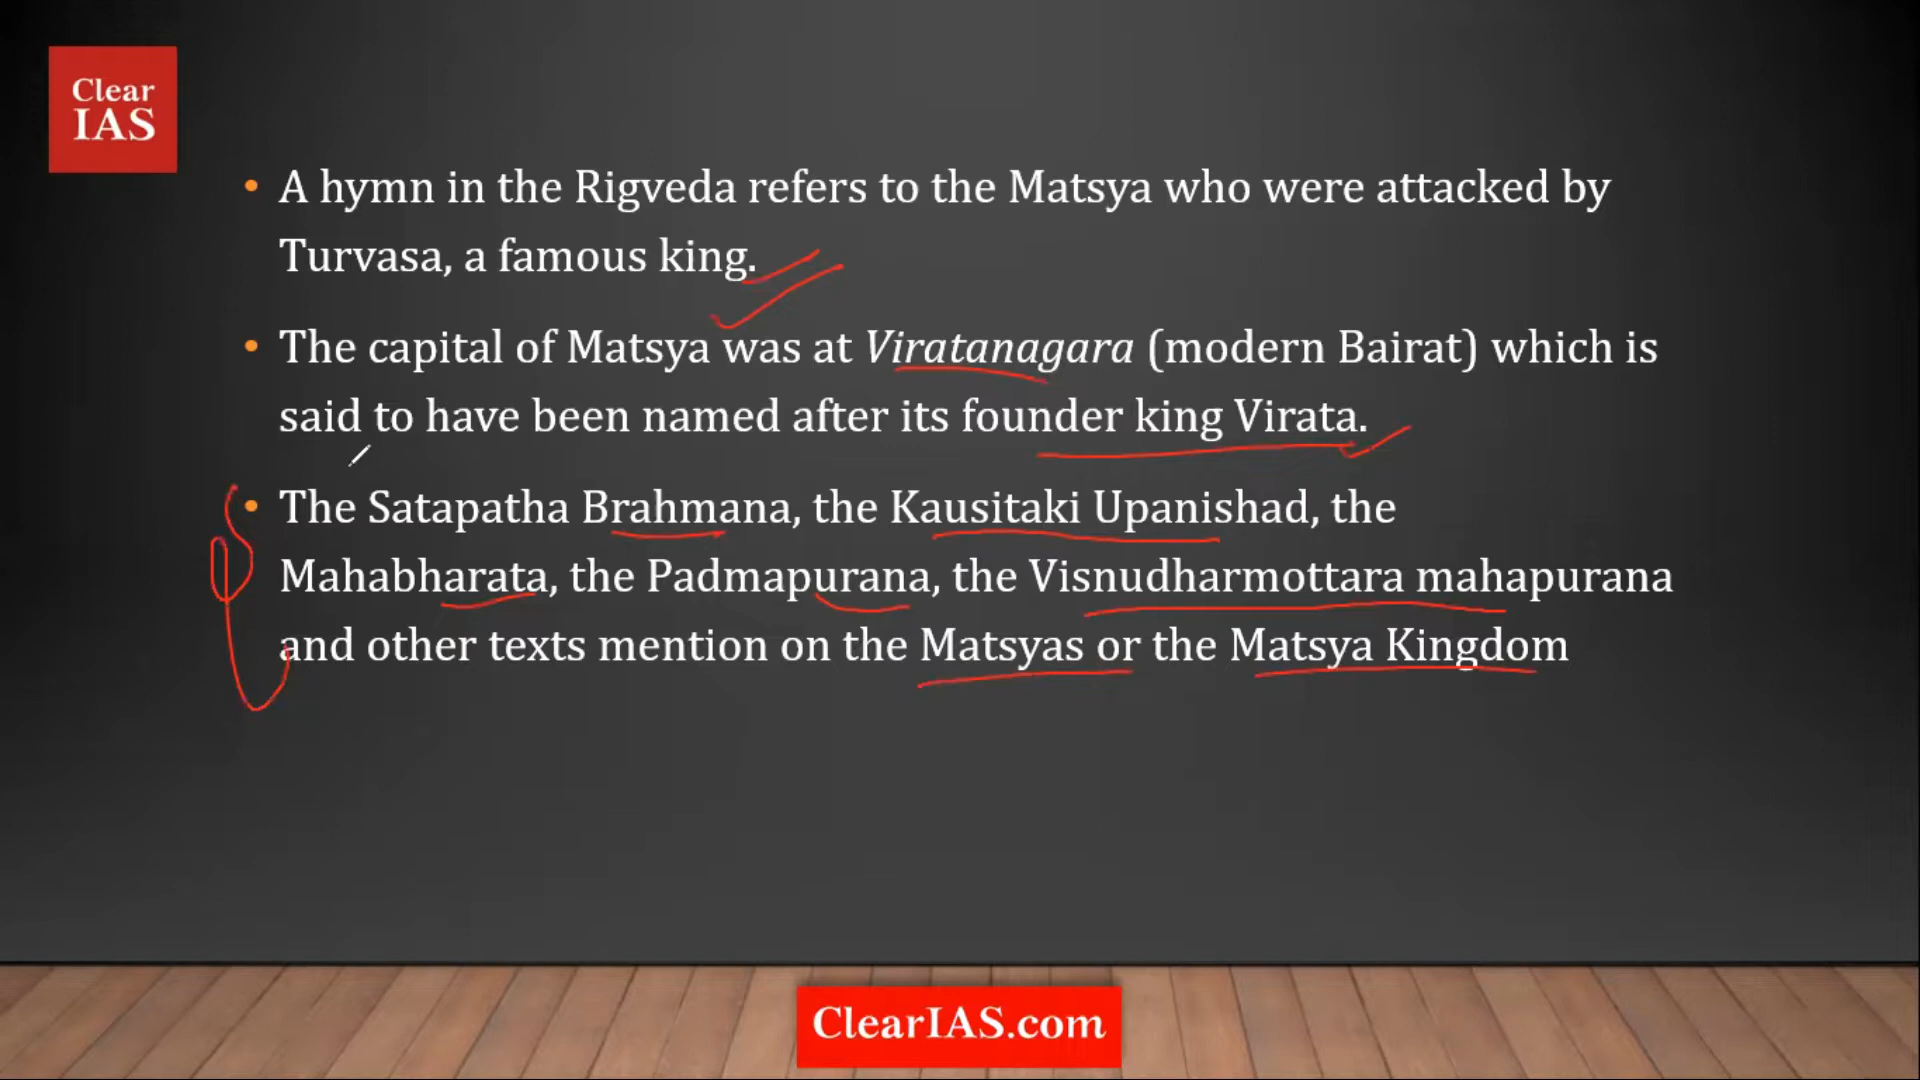 Clear
IAS
• A hymn in the Rigveda refers to the Matsya who were attacked by
Turvasa, a famous king.
• The capital of Matsya was at Viratanagara (modern Bairat) which is
said to have been named after its founder king Virata.
• The Satapatha Brahmana, the Kausitaki Upanishad, the
Mahabharata, the Padmapurana, the Visnudharmottara mahapurana
and other texts mention on the Matsyas or the Matsya Kingdom
ClearIAS.com